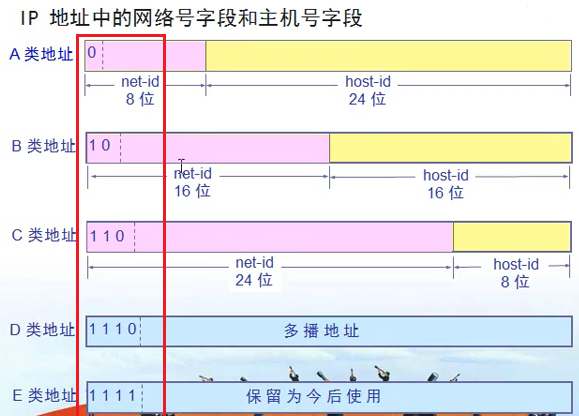 IP 地址中的网络号字段和主机号字段
A 类地址
0
net-id
8 位
host-id
24 位
B 类地址
1 0
net-id
16 位
host-id
16 位
C 类地址
1 1 0
net-id
24 位
host-id
8 位
D 类地址
1 1 1 0
多播地址
E 类地址
1 1 1 1
保留为今后使用